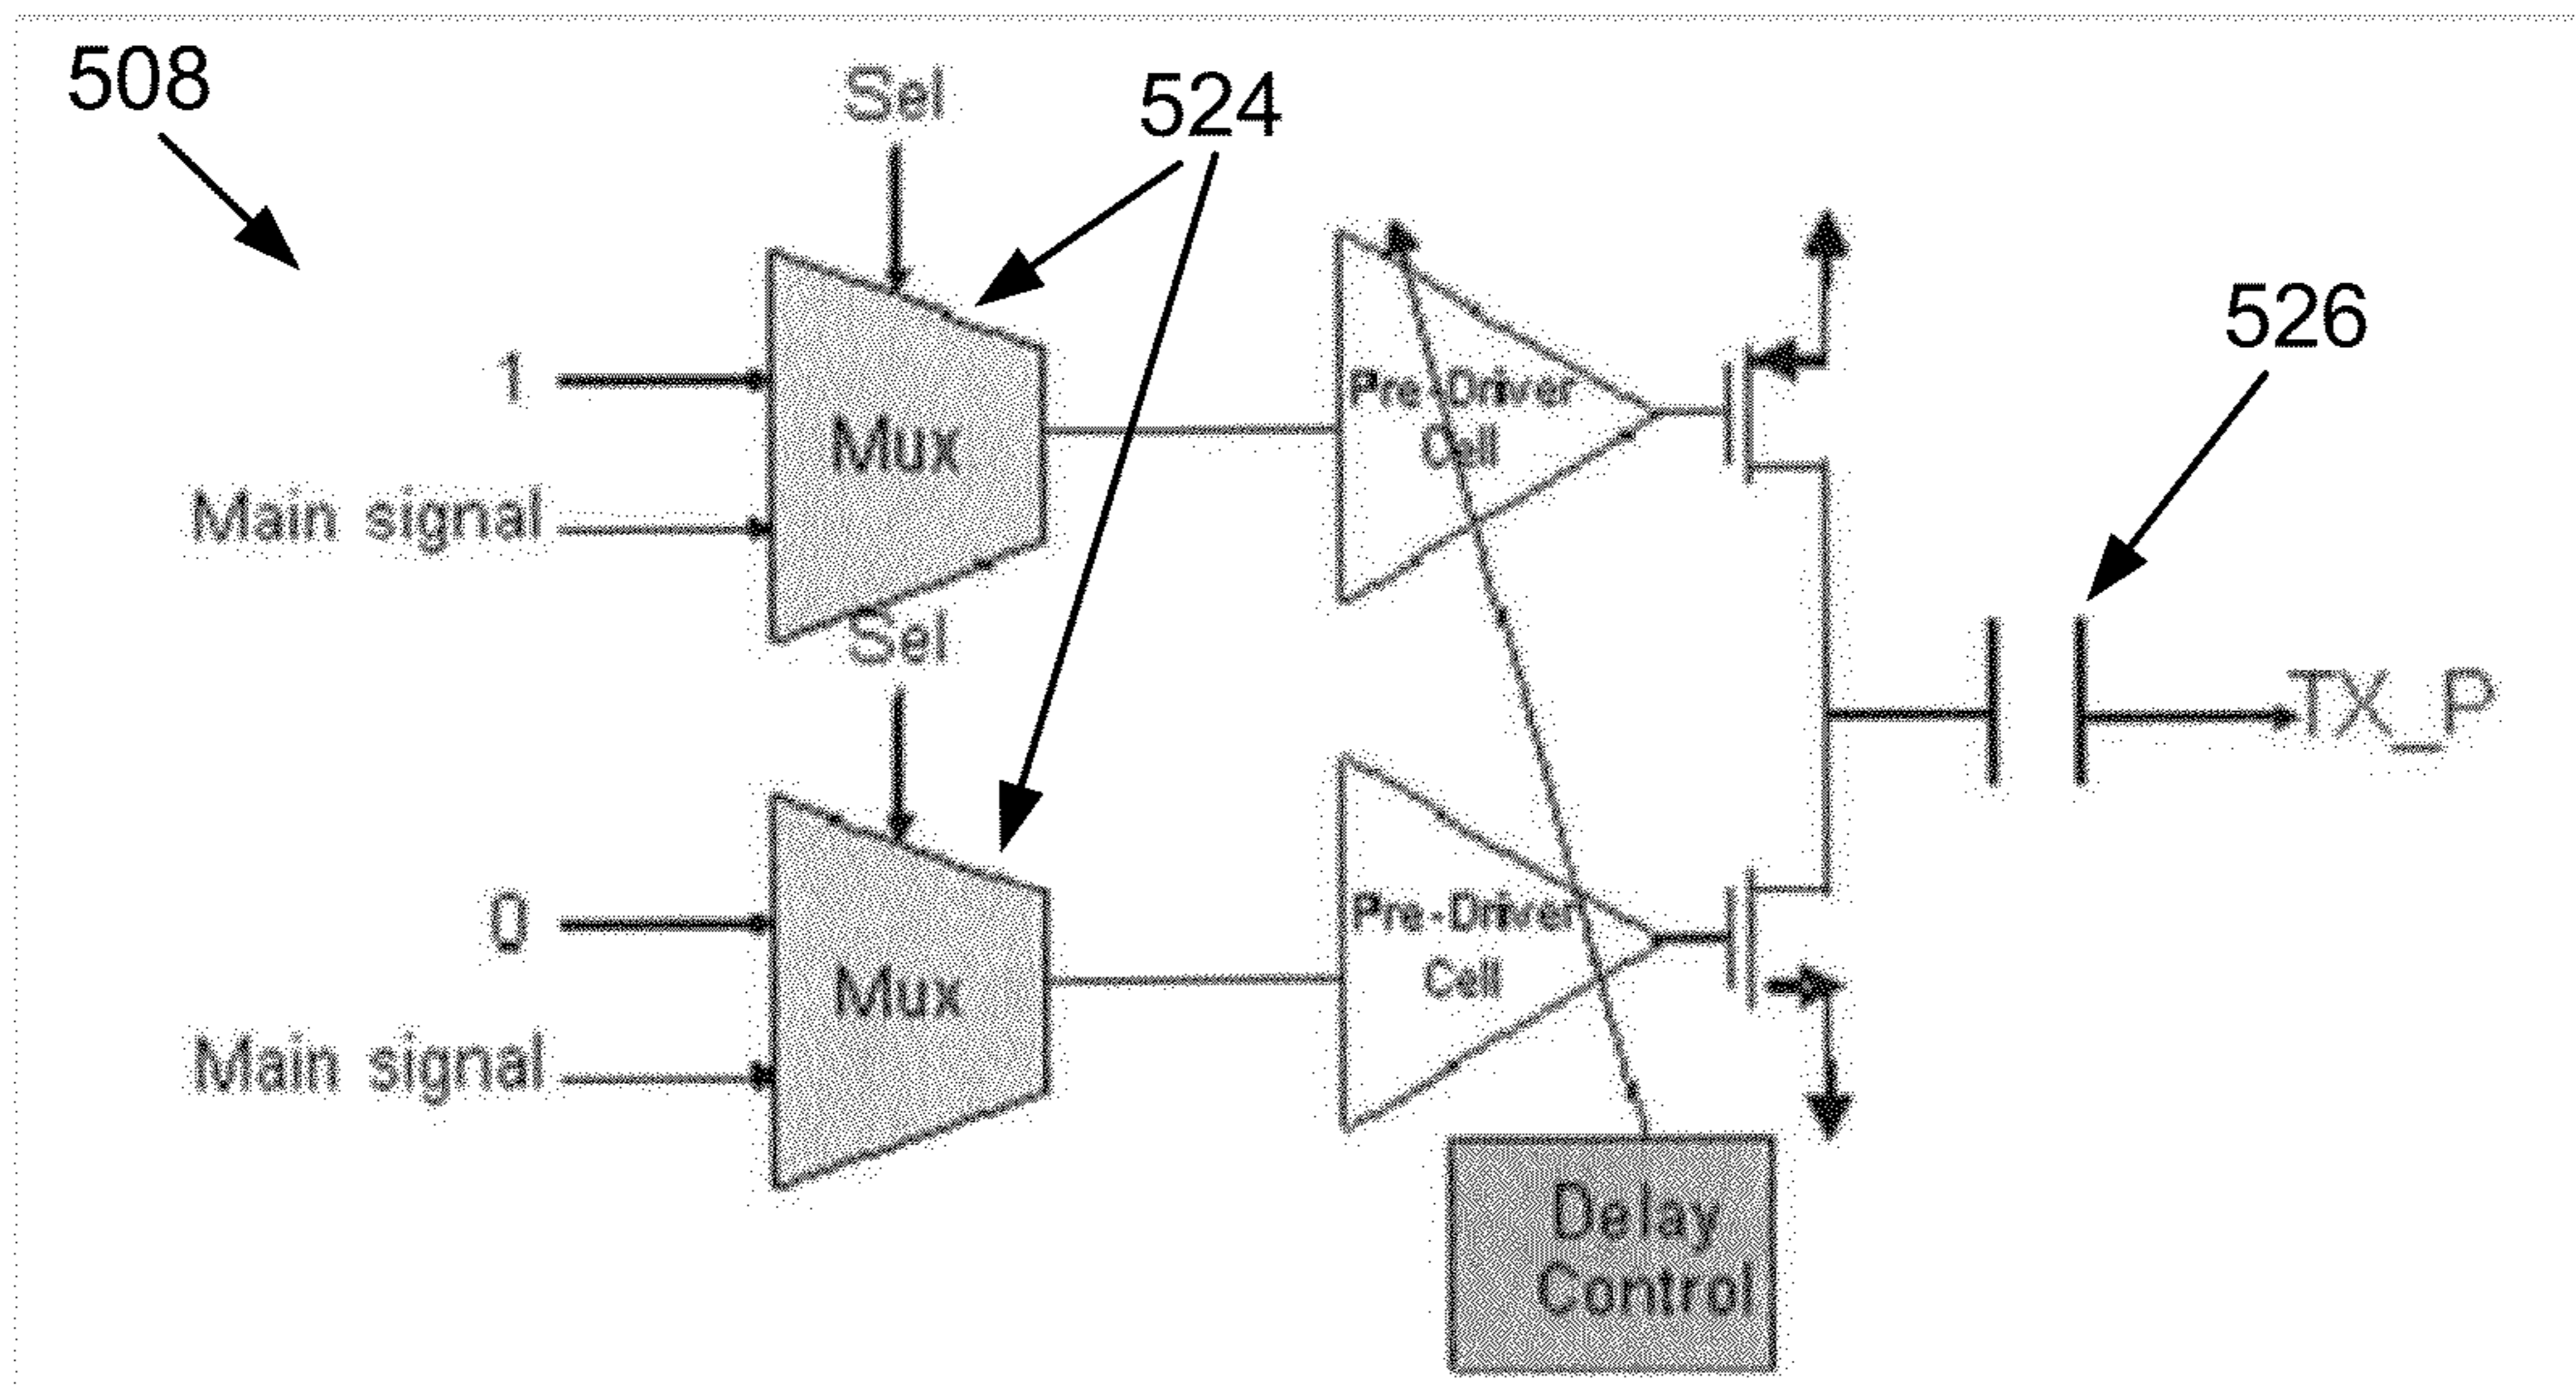 508
Sel
524
526
1
Mux
Main signal
Pre-Driver
Cell
Sel
TX_P
0
Mux
Main signal
Pre-Driver
Cell
Delay
Control